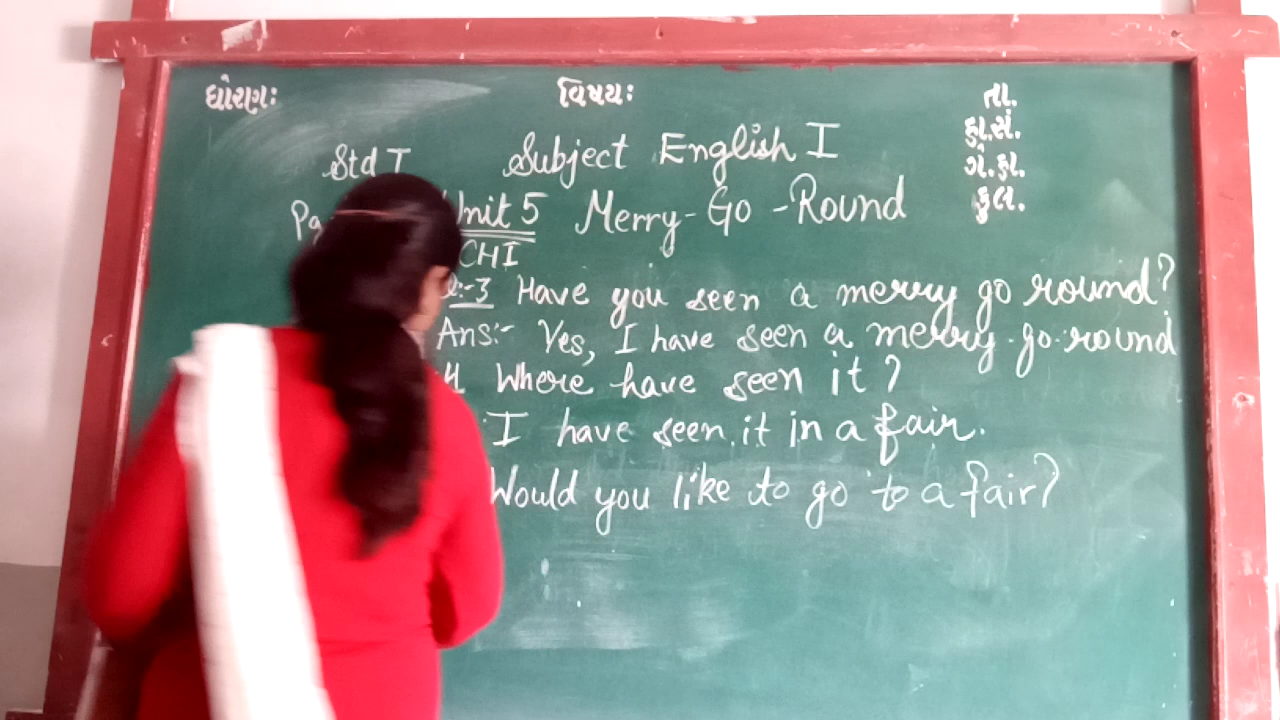 ધોરણઃ વિષયઃ તા.
હા.સં.
ગે.હા.
કુલ.
Std I Subject English I
Unit 5 Merry-Go-Round
CHI
Q:-3 Have you seen a merry go round?
Ans:- Yes, I have seen a merry-go-round
4 Where have seen it?
I have seen it in a fair.
Would you like to go to a fair?